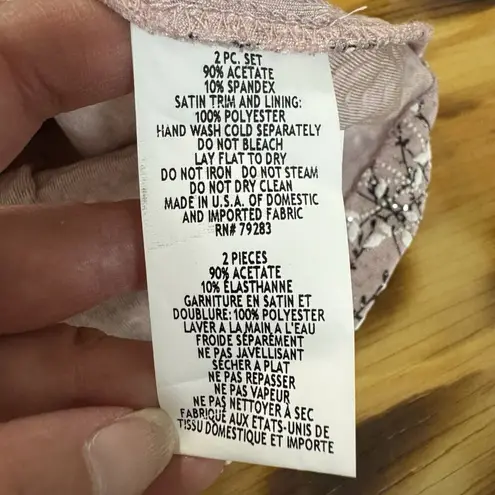 2 PC. SET
90% ACETATE
10% SPANDEX
SATIN TRIM AND LINING:
100% POLYESTER
HAND WASH COLD SEPARATELY
DO NOT BLEACH
LAY FLAT TO DRY
DO NOT IRON DO NOT STEAM
DO NOT DRY CLEAN
MADE IN U.S.A. OF DOMESTIC
AND IMPORTED FABRIC
RN# 79283
2 PIECES
90% ACETATE
10% ÉLASTHANNE
GARNITURE EN SATIN ET
DOUBLURE: 100% POLYESTER
LAVER A LA MAIN A L'EAU
FROIDE SÉPARÉMENT
NE PAS JAVELLISANT
SÉCHER A PLAT
NE PAS REPASSER
NE PAS VAPEUR
NE PAS NETTOYER À SEC
FABRIQUÉ AUX ETATS-UNIS DE
TISSU DOMESTIQUE ET IMPORTE